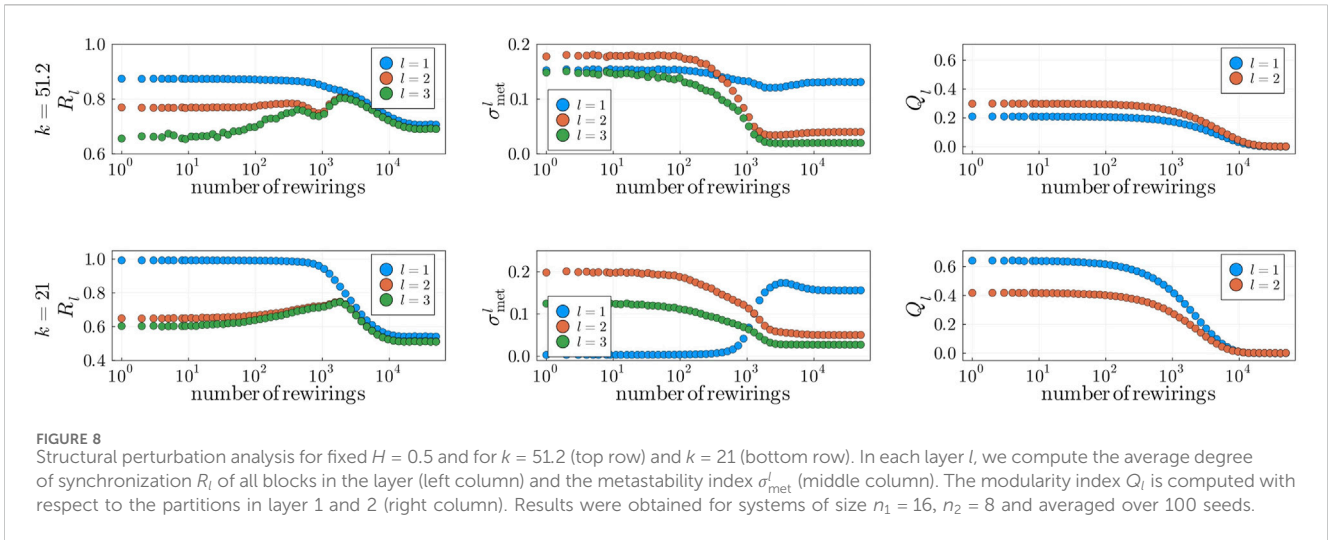 k = 51.2
R_l
1.0
0.8
0.6
10^0 10^1 10^2 10^3 10^4
number of rewirings
l = 1
l = 2
l = 3
σ^l_met
0.2
0.1
0.0
10^0 10^1 10^2 10^3 10^4
number of rewirings
l = 1
l = 2
l = 3
Q_l
0.6
0.4
0.2
0.0
10^0 10^1 10^2 10^3 10^4
number of rewirings
l = 1
l = 2
k = 21
R_l
1.0
0.8
0.6
0.4
10^0 10^1 10^2 10^3 10^4
number of rewirings
l = 1
l = 2
l = 3
σ^l_met
0.2
0.1
0.0
10^0 10^1 10^2 10^3 10^4
number of rewirings
l = 1
l = 2
l = 3
Q_l
0.6
0.4
0.2
0.0
10^0 10^1 10^2 10^3 10^4
number of rewirings
l = 1
l = 2
FIGURE 8
Structural perturbation analysis for fixed H = 0.5 and for k = 51.2 (top row) and k = 21 (bottom row). In each layer l, we compute the average degree
of synchronization R_l of all blocks in the layer (left column) and the metastability index σ^l_met (middle column). The modularity index Q_l is computed with
respect to the partitions in layer 1 and 2 (right column). Results were obtained for systems of size n_1 = 16, n_2 = 8 and averaged over 100 seeds.